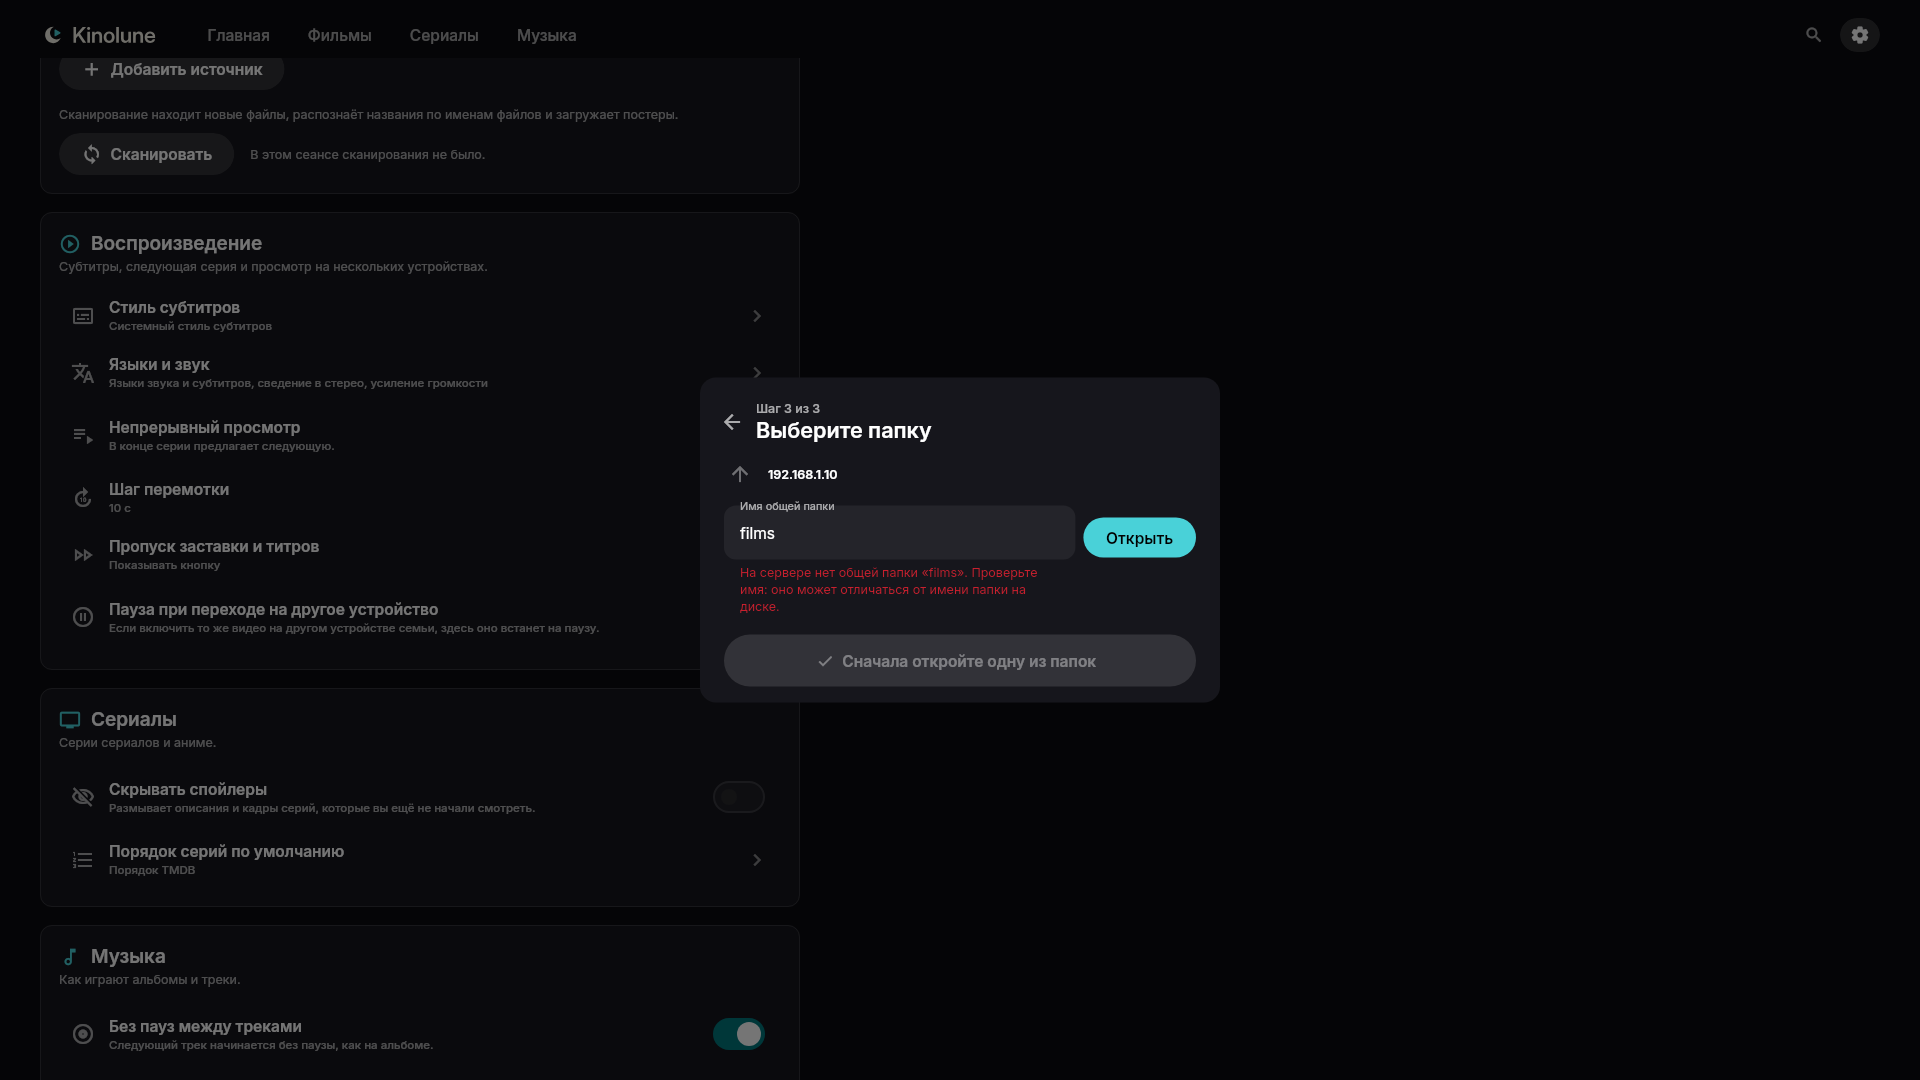 Kinolune
Главная
Фильмы
Сериалы
Музыка
Добавить источник
Сканирование находит новые файлы, распознаёт названия по именам файлов и загружает постеры.
Сканировать
В этом сеансе сканирования не было.
Воспроизведение
Субтитры, следующая серия и просмотр на нескольких устройствах.
Стиль субтитров
Системный стиль субтитров
Языки и звук
Языки звука и субтитров, сведение в стерео, усиление громкости
Непрерывный просмотр
В конце серии предлагает следующую.
Шаг перемотки
10 с
Пропуск заставки и титров
Показывать кнопку
Пауза при переходе на другое устройство
Если включить то же видео на другом устройстве семьи, здесь оно встанет на паузу.
Сериалы
Серии сериалов и аниме.
Скрывать спойлеры
Размывает описания и кадры серий, которые вы ещё не начали смотреть.
Порядок серий по умолчанию
Порядок TMDB
Музыка
Как играют альбомы и треки.
Без пауз между треками
Следующий трек начинается без паузы, как на альбоме.
Шаг 3 из 3
Выберите папку
192.168.1.10
Имя общей папки
films
Открыть
На сервере нет общей папки «films». Проверьте
имя: оно может отличаться от имени папки на
диске.
Сначала откройте одну из папок